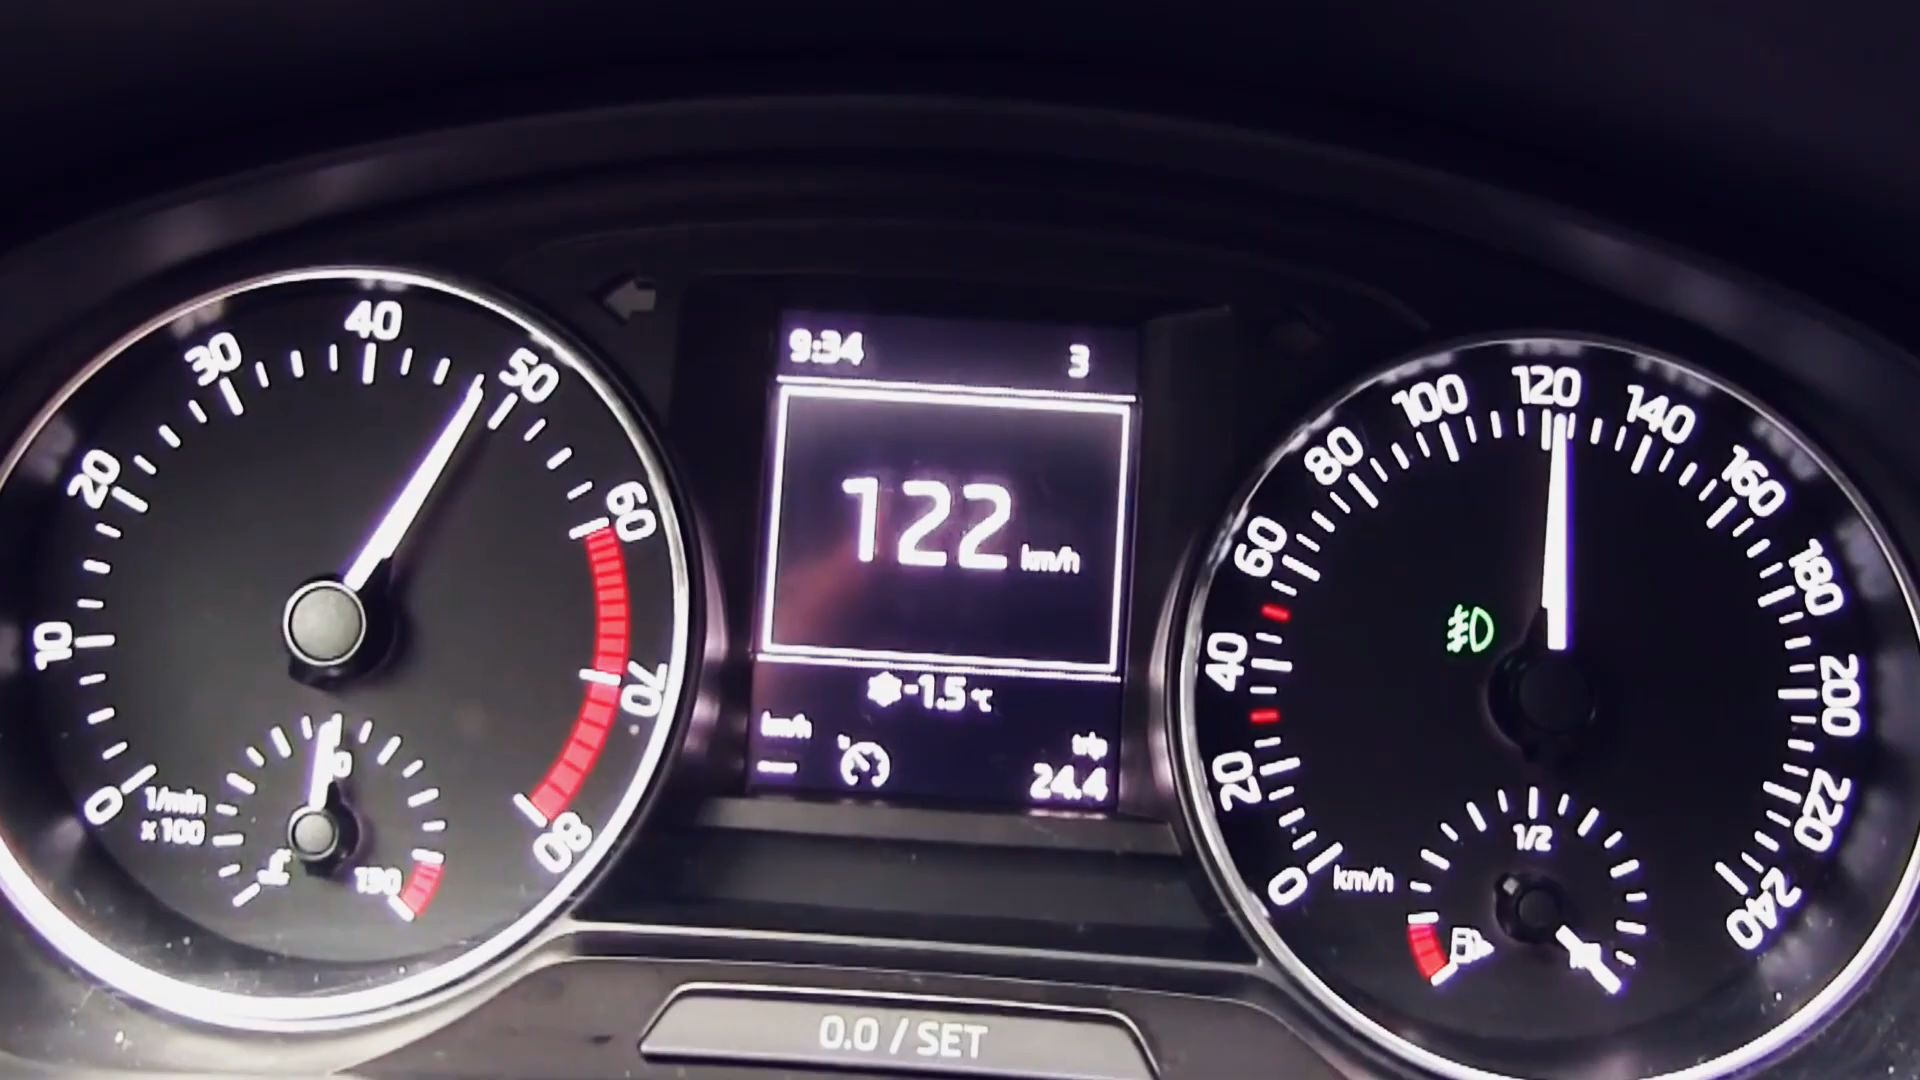 9:34 3
122 km/h
-1.5 °C
km/h
trip
24.4
0 10 20 30 40 50 60 70 80
1/min
x 100
90
130
0 20 40 60 80 100 120 140 160 180 200 220 240
km/h
1/2
0.0 / SET